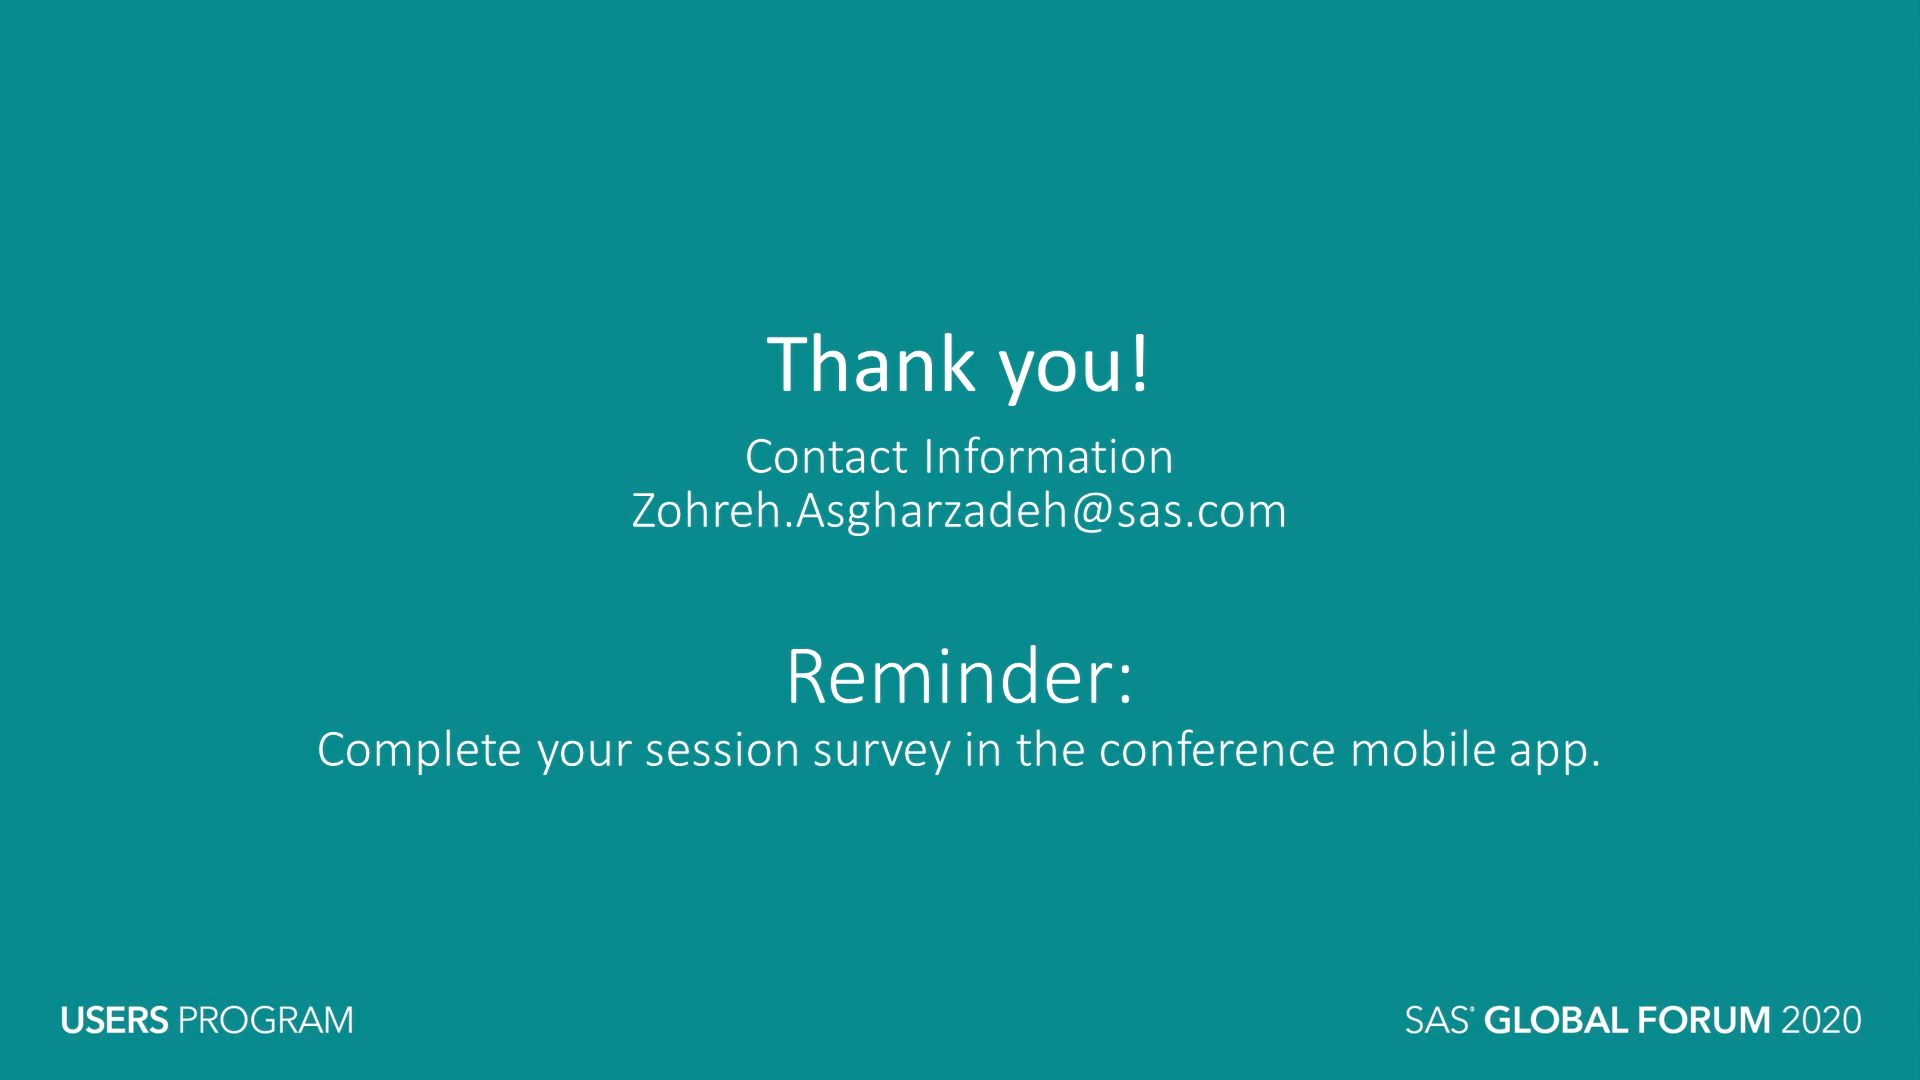 Thank you!
Contact Information
Zohreh.Asgharzadeh@sas.com
Reminder:
Complete your session survey in the conference mobile app.
USERS PROGRAM
SAS® GLOBAL FORUM 2020